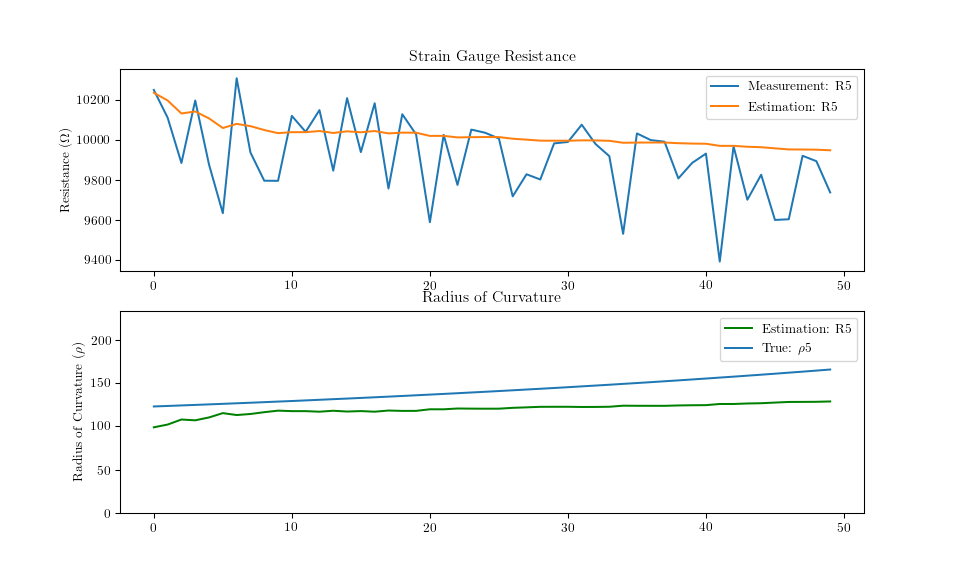 Strain Gauge Resistance
Resistance (Ω)
10200
10000
9800
9600
9400
Measurement: R5
Estimation: R5
0 10 20 30 40 50
Radius of Curvature
Radius of Curvature (ρ)
200
150
100
50
0
Estimation: R5
True: ρ5
0 10 20 30 40 50